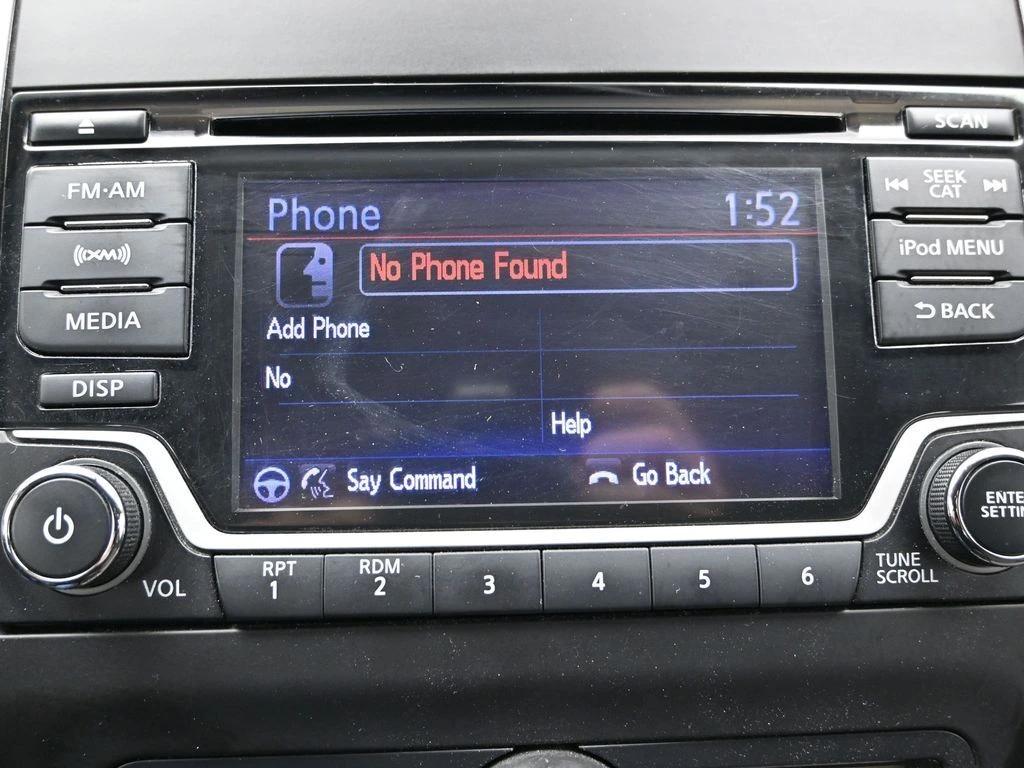 SCAN
FM·AM
XM
MEDIA
DISP
Phone 1:52
No Phone Found
Add Phone
No
Help
Say Command Go Back
SEEK
CAT
iPod MENU
BACK
VOL
RPT
1
RDM
2
3
4
5
6
TUNE
SCROLL